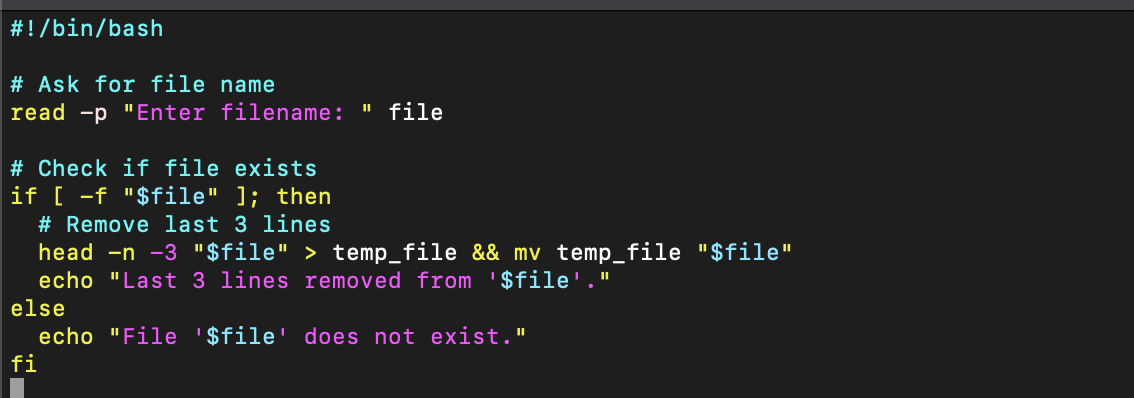 #!/bin/bash

# Ask for file name
read -p "Enter filename: " file

# Check if file exists
if [ -f "$file" ]; then
  # Remove last 3 lines
  head -n -3 "$file" > temp_file && mv temp_file "$file"
  echo "Last 3 lines removed from '$file'."
else
  echo "File '$file' does not exist."
fi